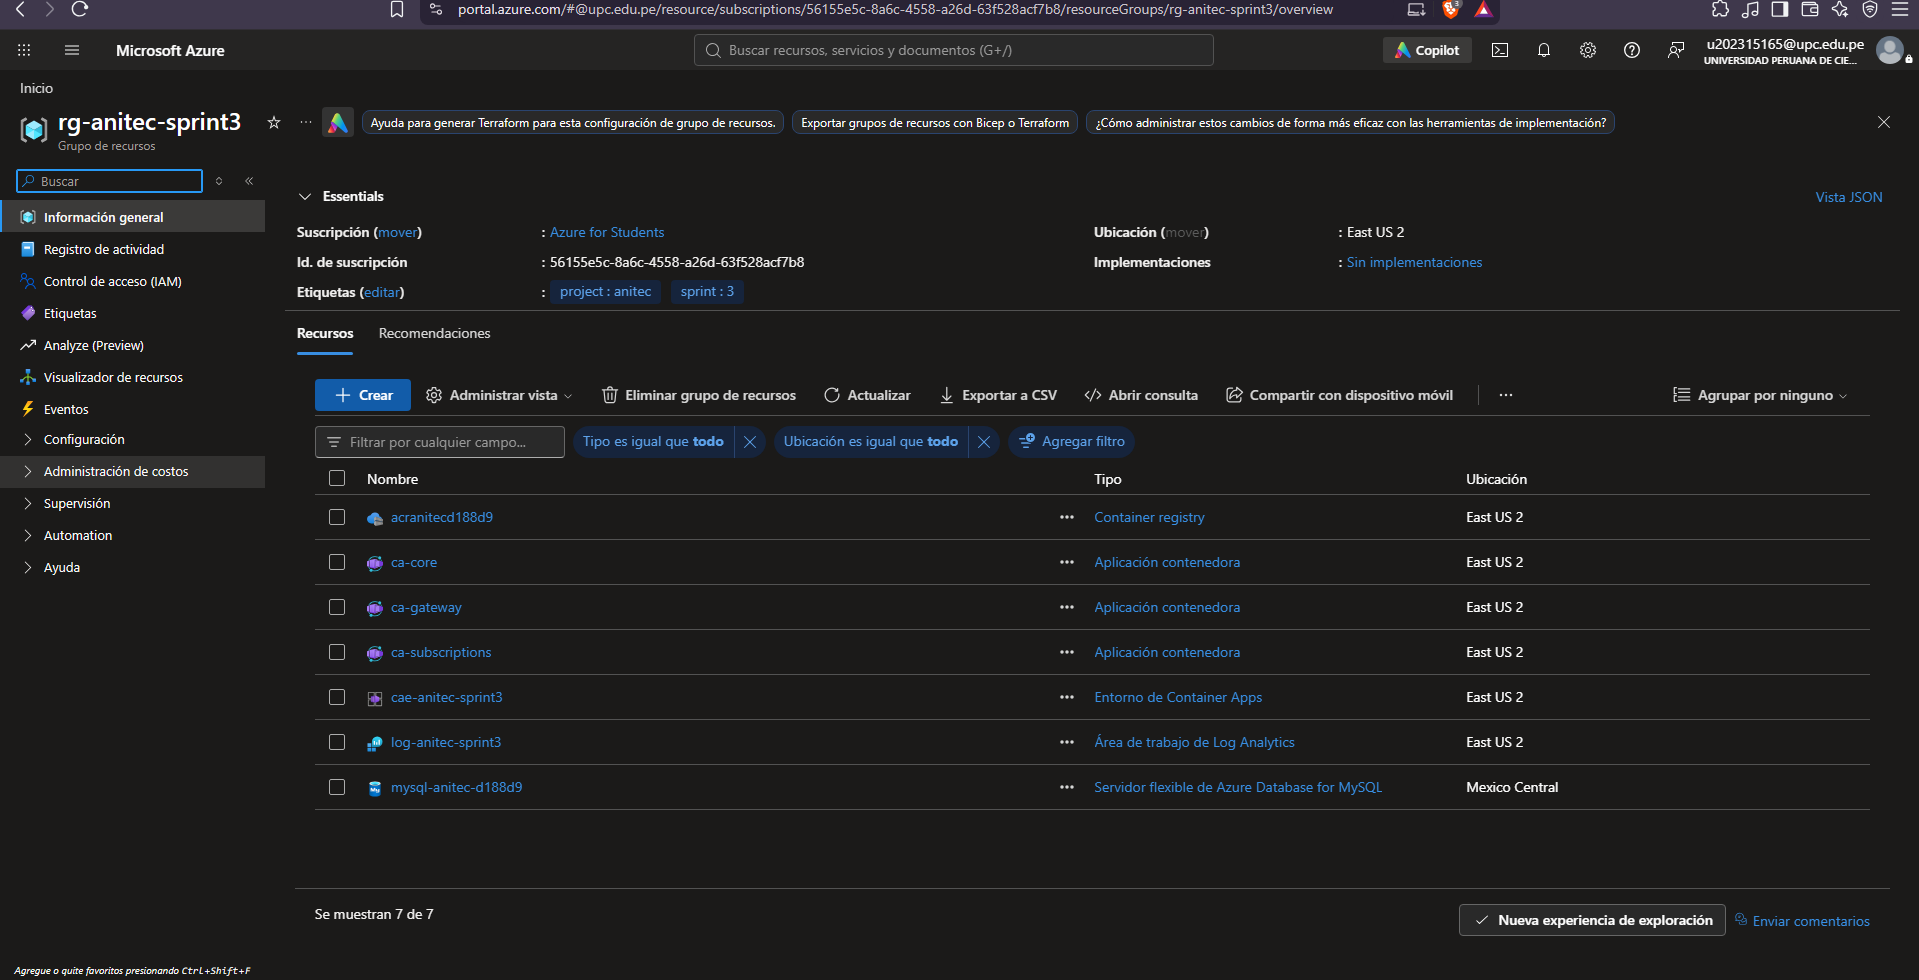 portal.azure.com/#@upc.edu.pe/resource/subscriptions/56155e5c-8a6c-4558-a26d-63f528acf7b8/resourceGroups/rg-anitec-sprint3/overview
3
Microsoft Azure
Buscar recursos, servicios y documentos (G+/)
Copilot
u202315165@upc.edu.pe
UNIVERSIDAD PERUANA DE CIE...
Inicio
rg-anitec-sprint3
Grupo de recursos
Ayuda para generar Terraform para esta configuración de grupo de recursos.
Exportar grupos de recursos con Bicep o Terraform
¿Cómo administrar estos cambios de forma más eficaz con las herramientas de implementación?
Buscar
Información general
Registro de actividad
Control de acceso (IAM)
Etiquetas
Analyze (Preview)
Visualizador de recursos
Eventos
Configuración
Administración de costos
Supervisión
Automation
Ayuda
Essentials
Vista JSON
Suscripción (mover) : Azure for Students
Ubicación (mover) : East US 2
Id. de suscripción : 56155e5c-8a6c-4558-a26d-63f528acf7b8
Implementaciones : Sin implementaciones
Etiquetas (editar) : project : anitec sprint : 3
Recursos Recomendaciones
Crear Administrar vista Eliminar grupo de recursos Actualizar Exportar a CSV Abrir consulta Compartir con dispositivo móvil ... Agrupar por ninguno
Filtrar por cualquier campo... Tipo es igual que todo Ubicación es igual que todo Agregar filtro
Nombre Tipo Ubicación
acranitecd188d9 ... Container registry East US 2
ca-core ... Aplicación contenedora East US 2
ca-gateway ... Aplicación contenedora East US 2
ca-subscriptions ... Aplicación contenedora East US 2
cae-anitec-sprint3 ... Entorno de Container Apps East US 2
log-anitec-sprint3 ... Área de trabajo de Log Analytics East US 2
mysql-anitec-d188d9 ... Servidor flexible de Azure Database for MySQL Mexico Central
Se muestran 7 de 7
Nueva experiencia de exploración
Enviar comentarios
Agregue o quite favoritos presionando Ctrl+Shift+F